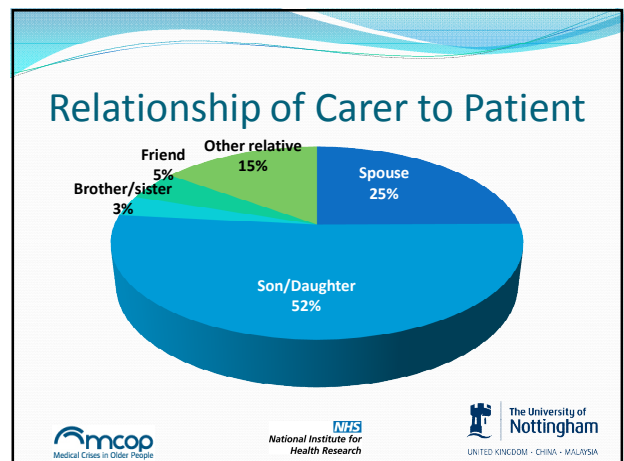 Relationship of Carer to Patient
Other relative
15%
Friend
5%
Brother/sister
3%
Spouse
25%
Son/Daughter
52%
mcop
Medical Crises in Older People
NHS
National Institute for
Health Research
The University of
Nottingham
UNITED KINGDOM · CHINA · MALAYSIA